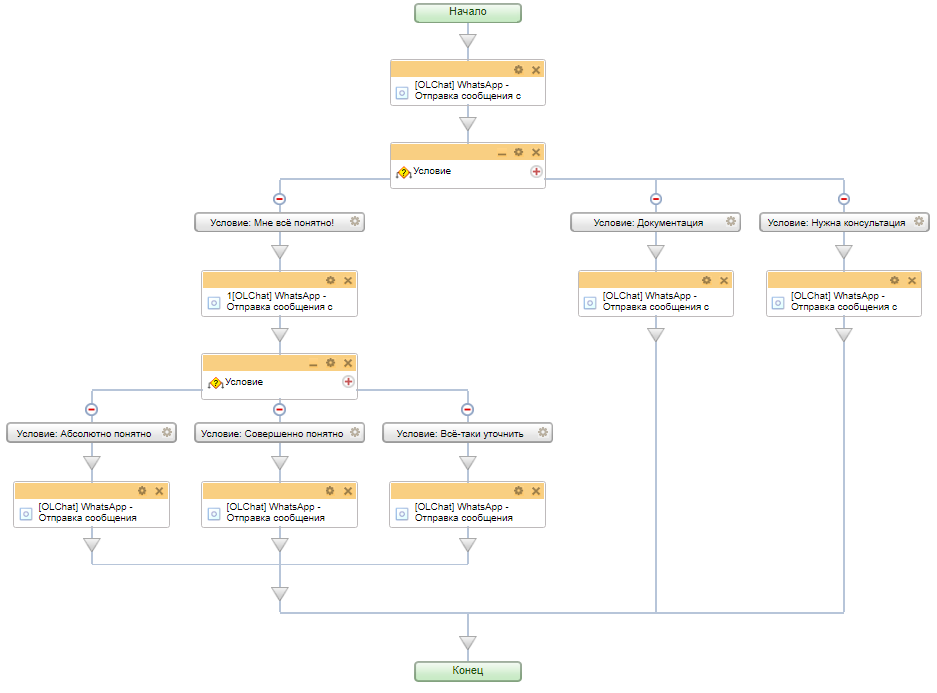 Начало
[OLChat] WhatsApp -
Отправка сообщения с
Условие
Условие: Мне всё понятно!
Условие: Документация
Условие: Нужна консультация
1[OLChat] WhatsApp -
Отправка сообщения с
[OLChat] WhatsApp -
Отправка сообщения с
[OLChat] WhatsApp -
Отправка сообщения с
Условие
Условие: Абсолютно понятно
Условие: Совершенно понятно
Условие: Всё-таки уточнить
[OLChat] WhatsApp -
Отправка сообщения
[OLChat] WhatsApp -
Отправка сообщения
[OLChat] WhatsApp -
Отправка сообщения
Конец